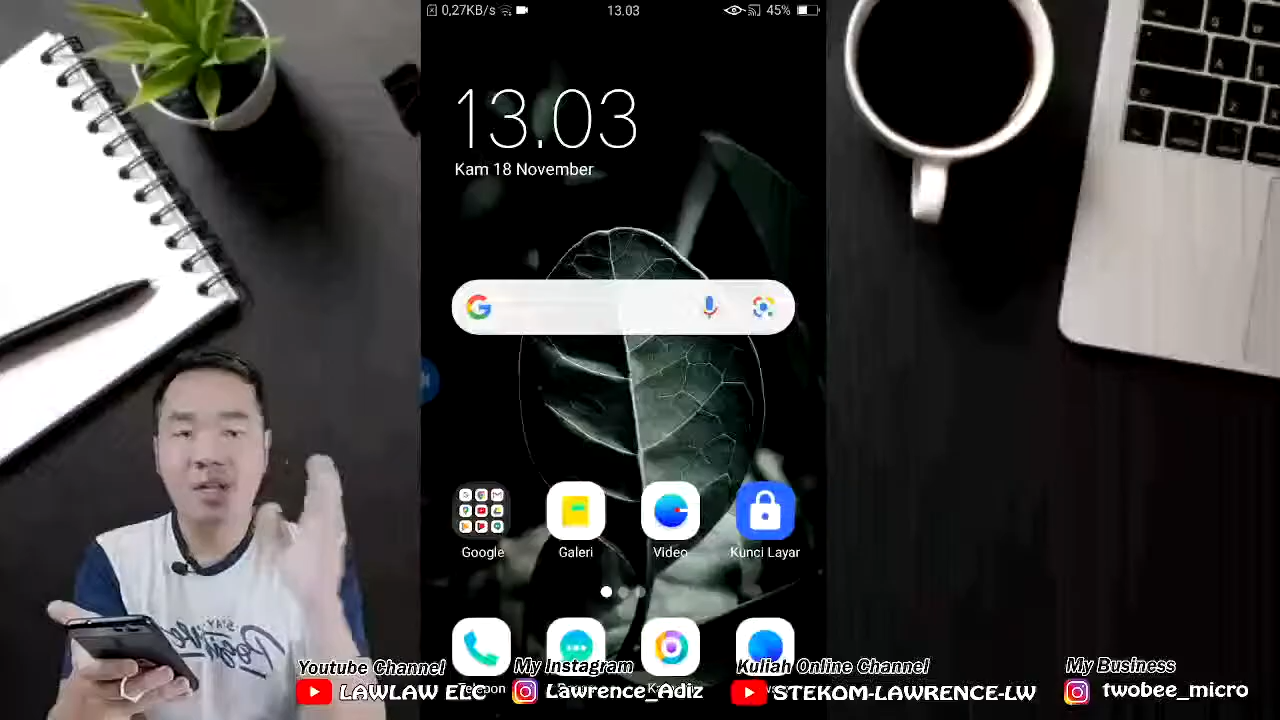 0,27KB/s
13.03
45%
13.03
Kam 18 November
Google
Galeri
Video
Kunci Layar
Youtube Channel
My Instagram
Kuliah Online Channel
My Business
LAWLAW ELC
Lawrence_Adiz
STEKOM-LAWRENCE-LW
twobee_micro
STAY